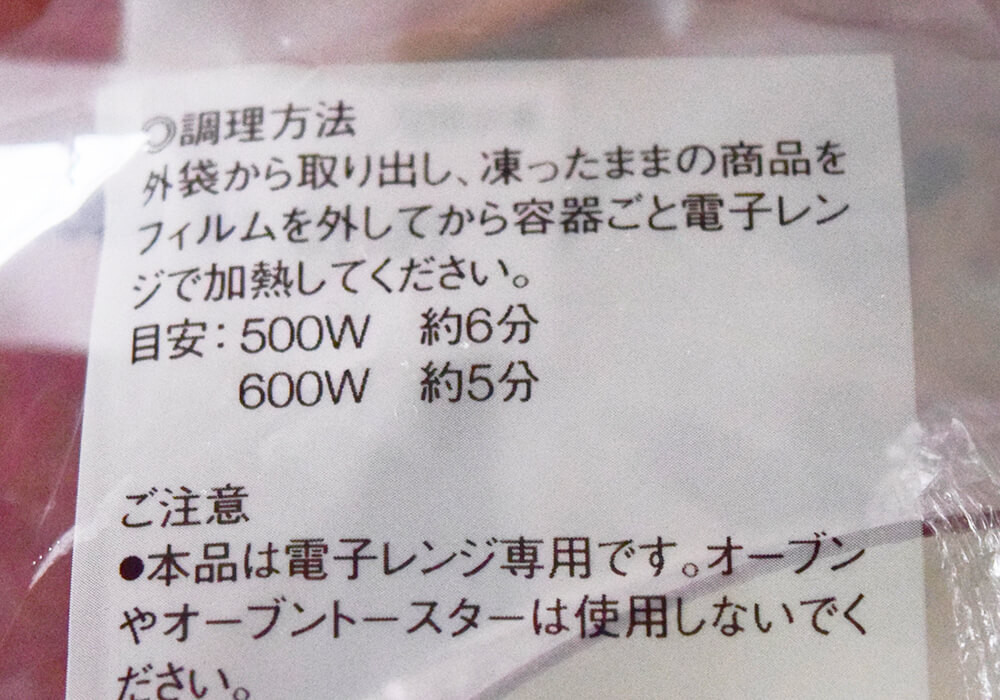 ◎調理方法
外袋から取り出し、凍ったままの商品を
フィルムを外してから容器ごと電子レン
ジで加熱してください。
目安：500W　約6分
600W　約5分
ご注意
●本品は電子レンジ専用です。オーブン
やオーブントースターは使用しないでく
ださい。